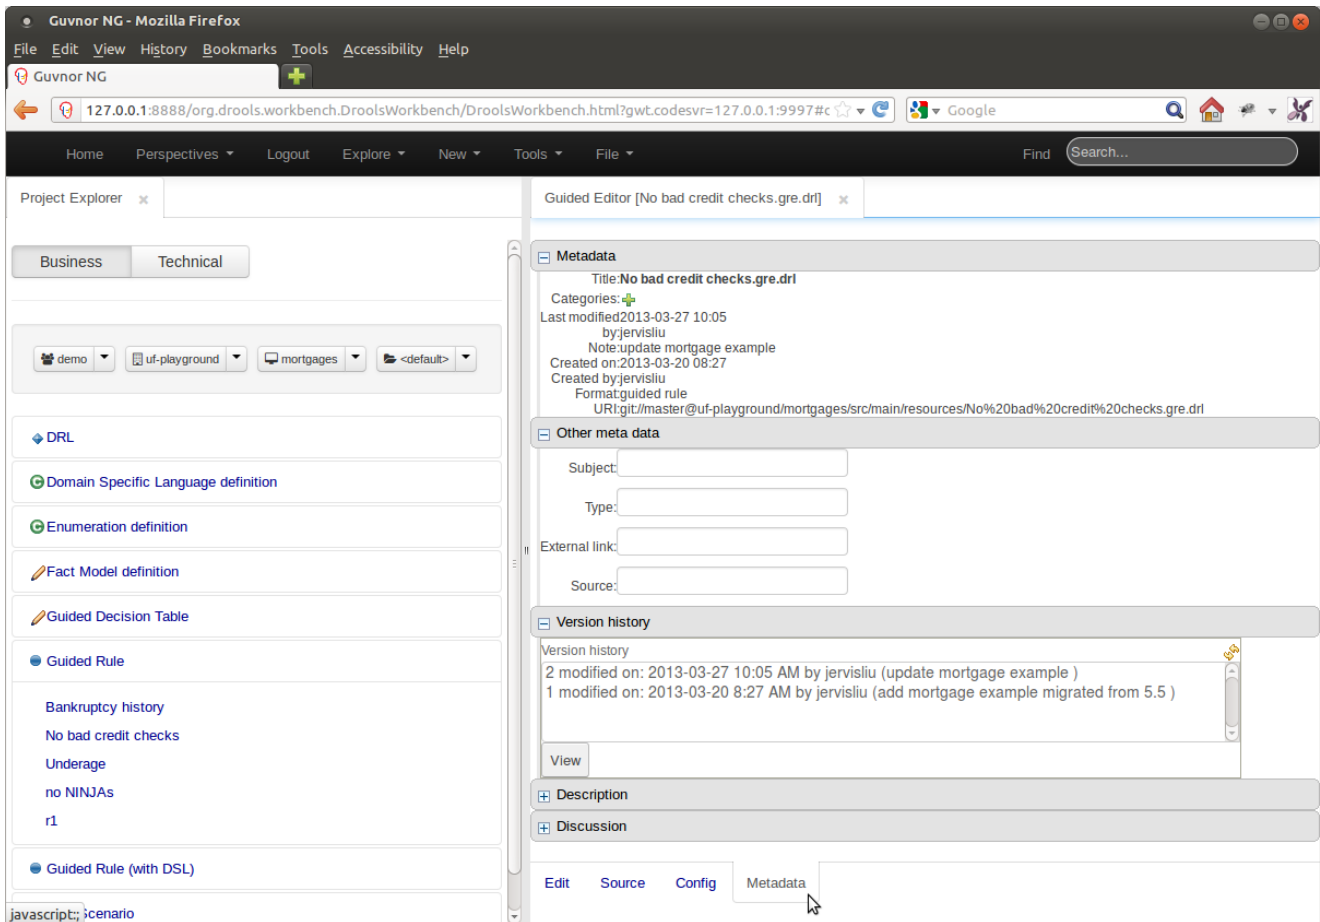 Guvnor NG - Mozilla Firefox
File Edit View History Bookmarks Tools Accessibility Help
Guvnor NG
127.0.0.1:8888/org.drools.workbench.DroolsWorkbench/DroolsWorkbench.html?gwt.codesvr=127.0.0.1:9997#c
Google
Home Perspectives Logout Explore New Tools File Find Search...
Project Explorer
Business Technical
demo uf-playground mortgages <default>
DRL
Domain Specific Language definition
Enumeration definition
Fact Model definition
Guided Decision Table
Guided Rule
Bankruptcy history
No bad credit checks
Underage
no NINJAs
r1
Guided Rule (with DSL)
Scenario
javascript:;
Guided Editor [No bad credit checks.gre.drl]
Metadata
Title:No bad credit checks.gre.drl
Categories:
Last modified2013-03-27 10:05
by:jervisliu
Note:update mortgage example
Created on:2013-03-20 08:27
Created by:jervisliu
Format:guided rule
URI:git://master@uf-playground/mortgages/src/main/resources/No%20bad%20credit%20checks.gre.drl
Other meta data
Subject:
Type:
External link:
Source:
Version history
Version history
2 modified on: 2013-03-27 10:05 AM by jervisliu (update mortgage example )
1 modified on: 2013-03-20 8:27 AM by jervisliu (add mortgage example migrated from 5.5 )
View
Description
Discussion
Edit Source Config Metadata